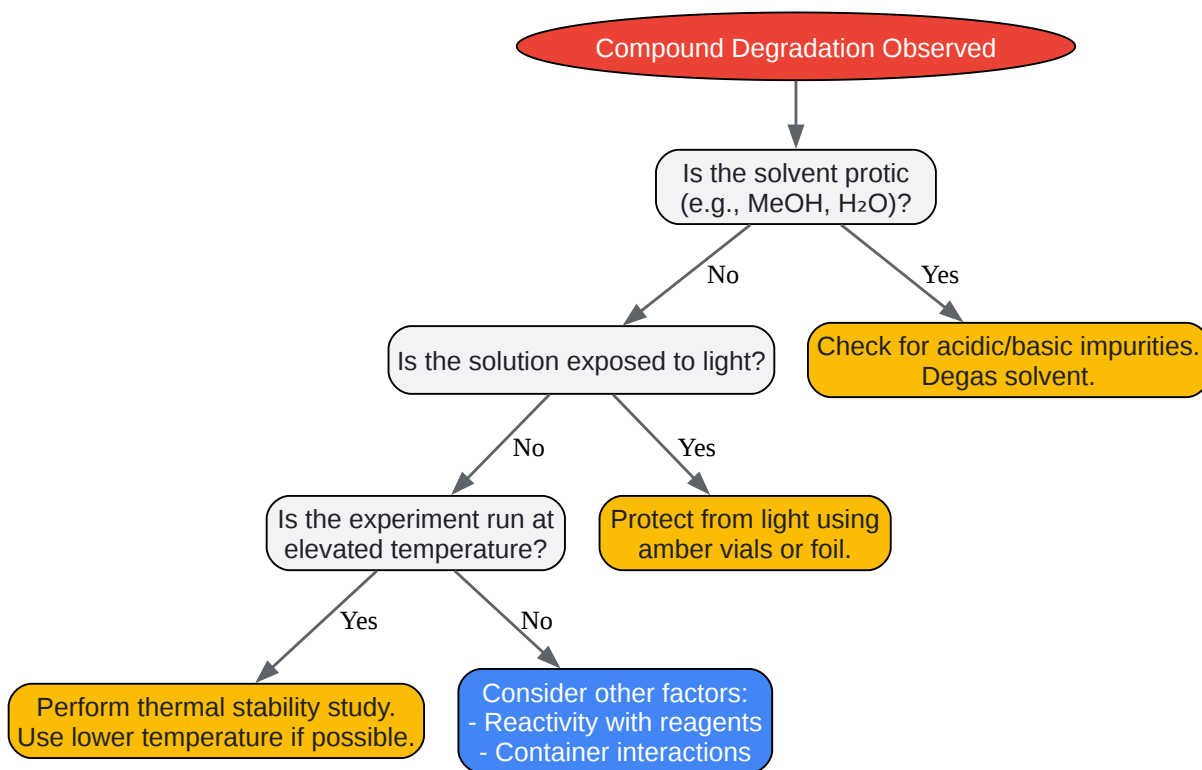 Compound Degradation Observed
Is the solvent protic
(e.g., MeOH, H₂O)?
No
Yes
Is the solution exposed to light?
Check for acidic/basic impurities.
Degas solvent.
No
Yes
Is the experiment run at
elevated temperature?
Protect from light using
amber vials or foil.
Yes
No
Perform thermal stability study.
Use lower temperature if possible.
Consider other factors:
- Reactivity with reagents
- Container interactions